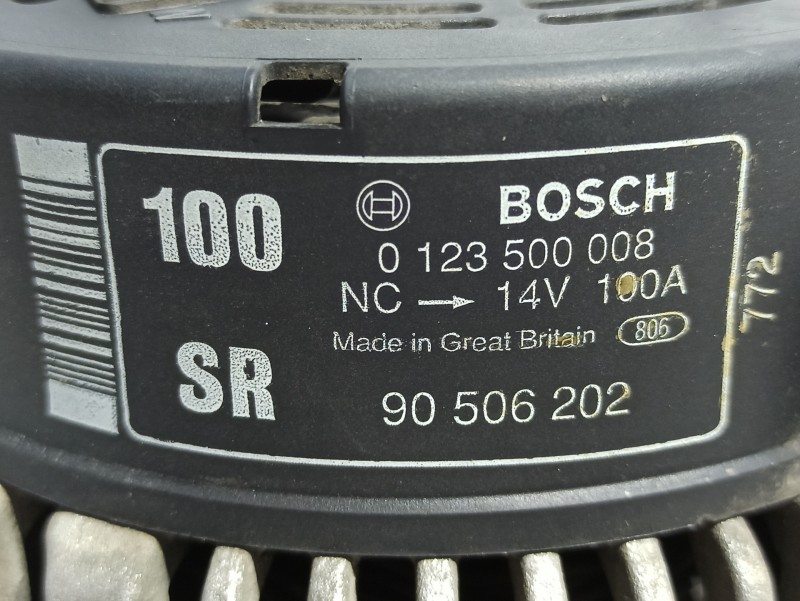 100
BOSCH
0 123 500 008
NC → 14V 100A
Made in Great Britain 806
SR
90 506 202
772